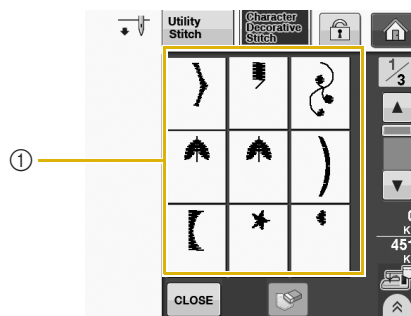 Utility
Stitch
Character
Decorative
Stitch
1/3
①
CLOSE